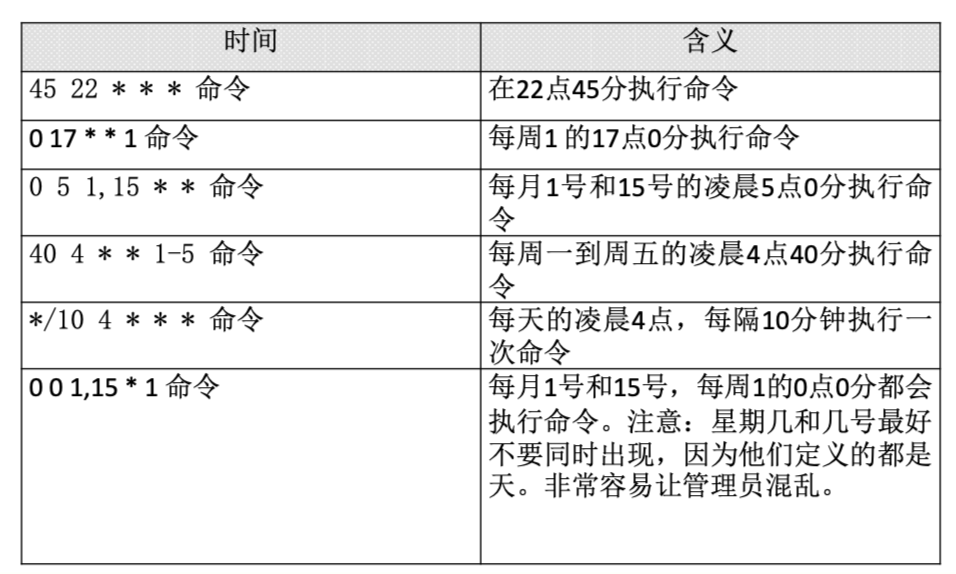 时间 含义
45 22 * * * 命令 在22点45分执行命令
0 17 * * 1 命令 每周1 的17点0分执行命令
0 5 1,15 * * 命令 每月1号和15号的凌晨5点0分执行命
令
40 4 * * 1-5 命令 每周一到周五的凌晨4点40分执行命
令
*/10 4 * * * 命令 每天的凌晨4点，每隔10分钟执行一
次命令
0 0 1,15 * 1 命令 每月1号和15号，每周1的0点0分都会
执行命令。注意：星期几和几号最好
不要同时出现，因为他们定义的都是
天。非常容易让管理员混乱。